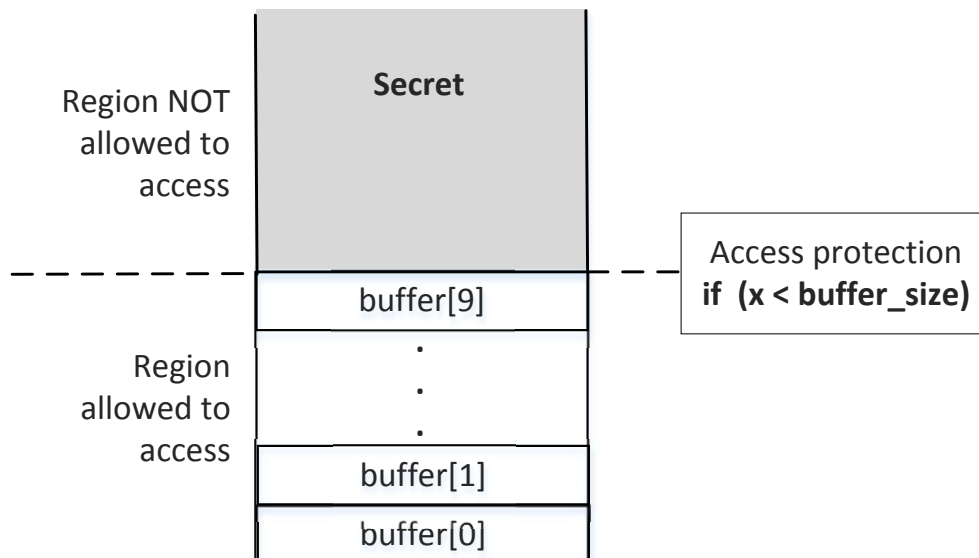 Secret
Region NOT
allowed to
access
Access protection
if (x < buffer_size)
buffer[9]
.
.
.
Region
allowed to
access
buffer[1]
buffer[0]